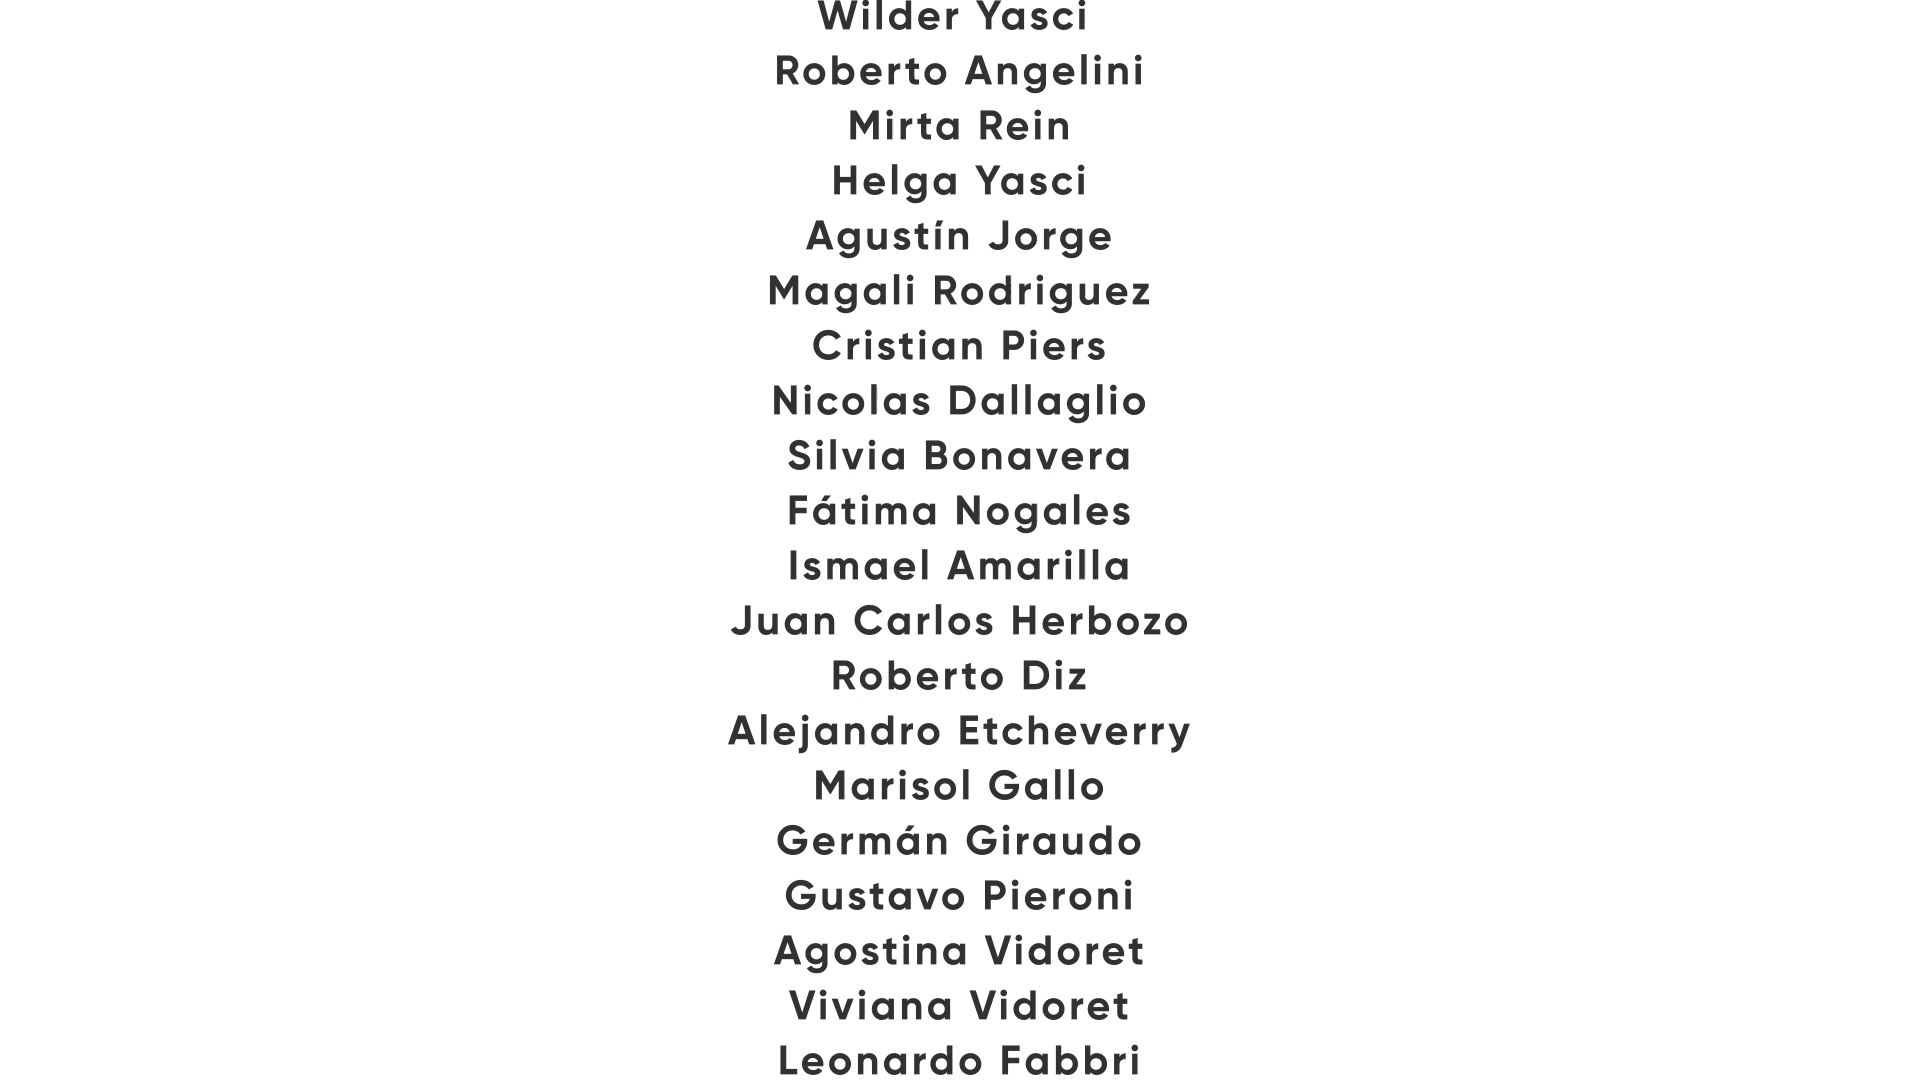 Wilder Yasci
Roberto Angelini
Mirta Rein
Helga Yasci
Agustín Jorge
Magali Rodriguez
Cristian Piers
Nicolas Dallaglio
Silvia Bonavera
Fátima Nogales
Ismael Amarilla
Juan Carlos Herbozo
Roberto Diz
Alejandro Etcheverry
Marisol Gallo
Germán Giraudo
Gustavo Pieroni
Agostina Vidoret
Viviana Vidoret
Leonardo Fabbri